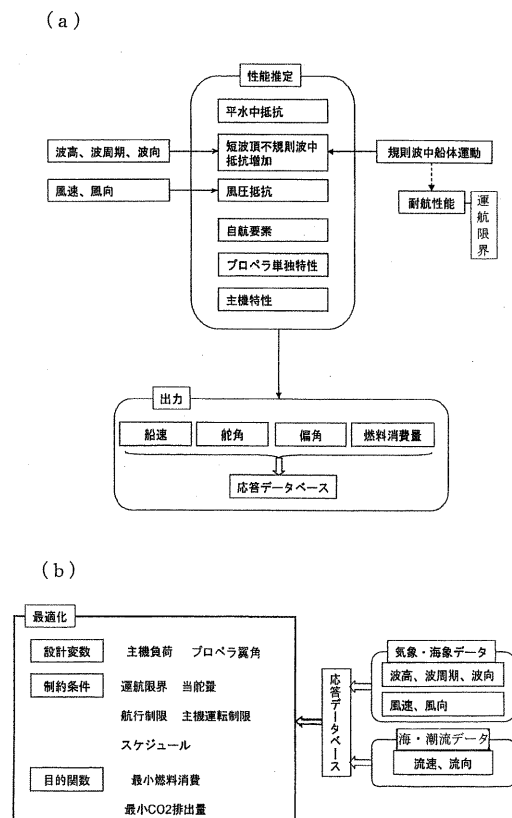 (a)
性能推定
平水中抵抗
波高、波周期、波向
短波頂不規則波中
抵抗増加
規則波中船体運動
風速、風向
風圧抵抗
耐航性能
運航限界
自航要素
プロペラ単独特性
主機特性
出力
船速
舵角
偏角
燃料消費量
応答データベース
(b)
最適化
設計変数
主機負荷
プロペラ翼角
制約条件
運航限界
当舵量
航行制限
主機運転制限
スケジュール
目的関数
最小燃料消費
最小CO2排出量
応答データベース
気象・海象データ
波高、波周期、波向
風速、風向
海・潮流データ
流速、流向